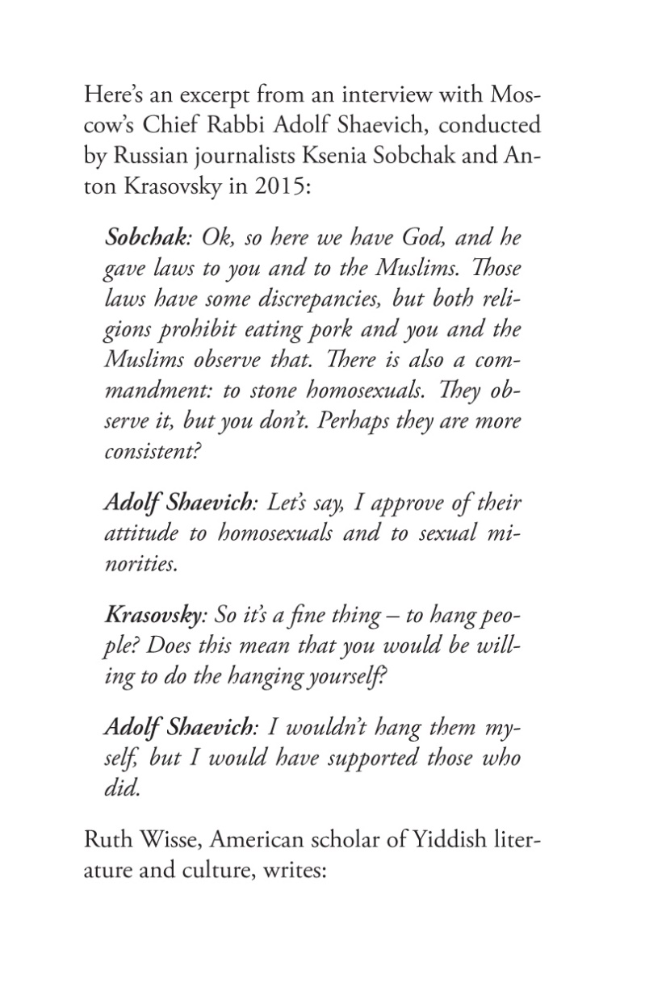 Here's an excerpt from an interview with Mos-
cow's Chief Rabbi Adolf Shaevich, conducted
by Russian journalists Ksenia Sobchak and An-
ton Krasovsky in 2015:
Sobchak: Ok, so here we have God, and he
gave laws to you and to the Muslims. Those
laws have some discrepancies, but both reli-
gions prohibit eating pork and you and the
Muslims observe that. There is also a com-
mandment: to stone homosexuals. They ob-
serve it, but you don't. Perhaps they are more
consistent?
Adolf Shaevich: Let's say, I approve of their
attitude to homosexuals and to sexual mi-
norities.
Krasovsky: So it's a fine thing – to hang peo-
ple? Does this mean that you would be will-
ing to do the hanging yourself?
Adolf Shaevich: I wouldn't hang them my-
self, but I would have supported those who
did.
Ruth Wisse, American scholar of Yiddish liter-
ature and culture, writes: